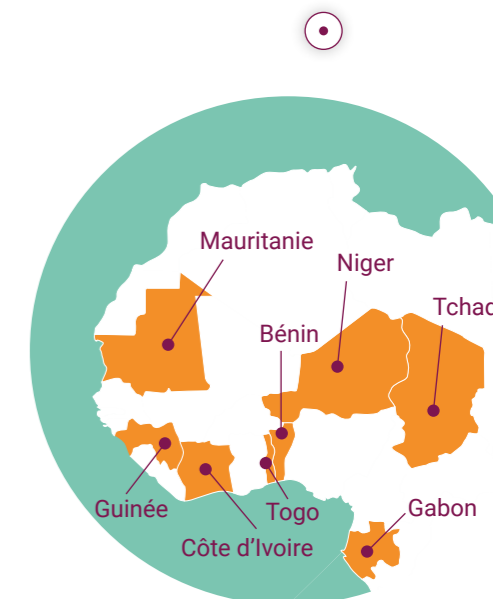 Mauritanie
Niger
Tchad
Bénin
Guinée
Togo
Gabon
Côte d’Ivoire